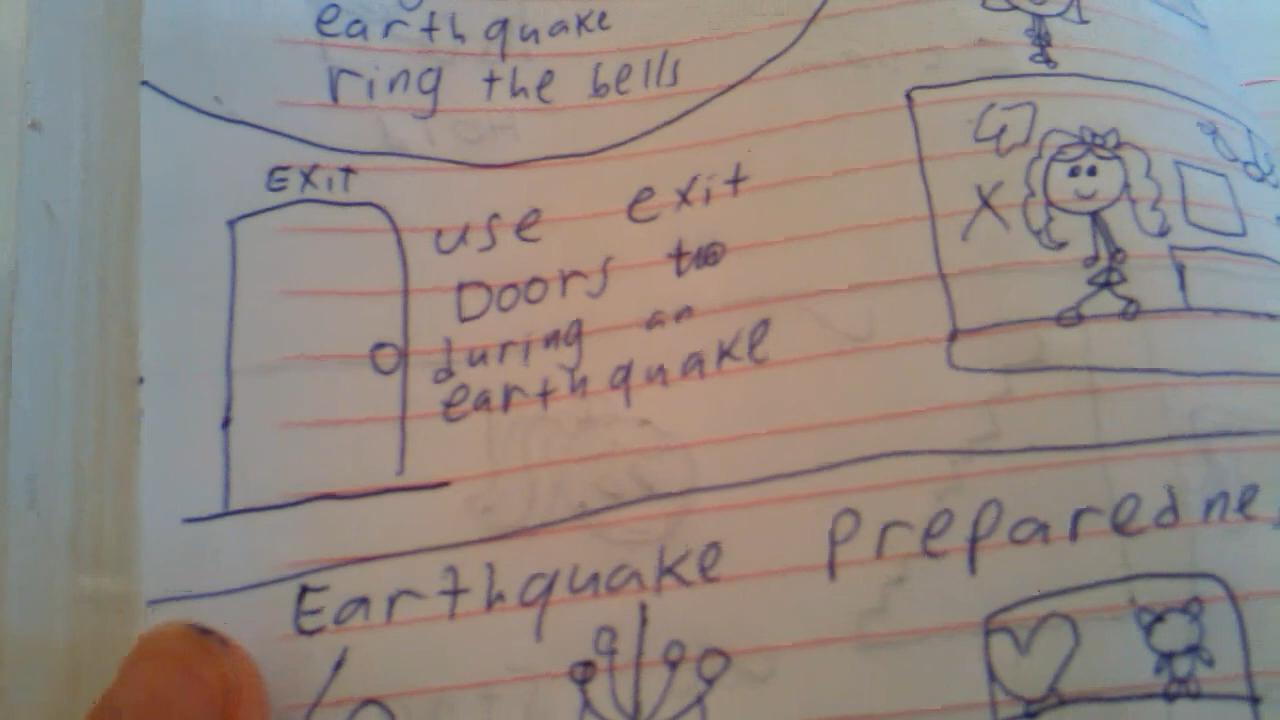 earthquake
ring the bells
EXiT
use exit
Doors to
during an
earthquake
X
Earthquake Preparedne